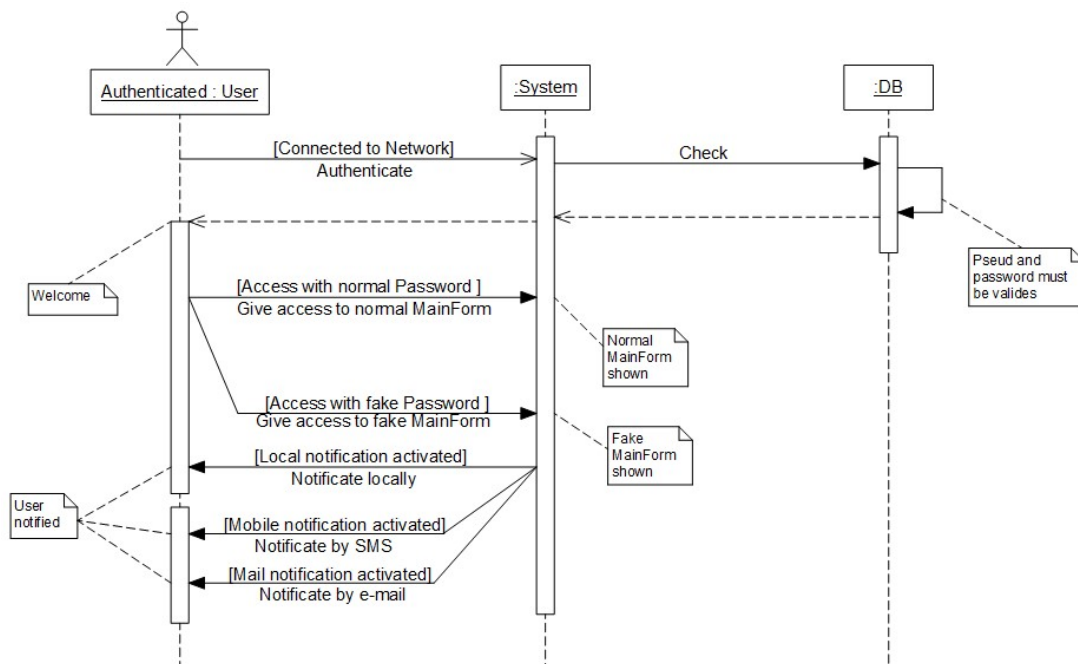 Authenticated : User
:System
:DB
[Connected to Network]
Authenticate
Check
Pseud and
password must
be valides
Welcome
[Access with normal Password ]
Give access to normal MainForm
Normal
MainForm
shown
[Access with fake Password ]
Give access to fake MainForm
Fake
MainForm
shown
[Local notification activated]
Notificate locally
User
notified
[Mobile notification activated]
Notificate by SMS
[Mail notification activated]
Notificate by e-mail